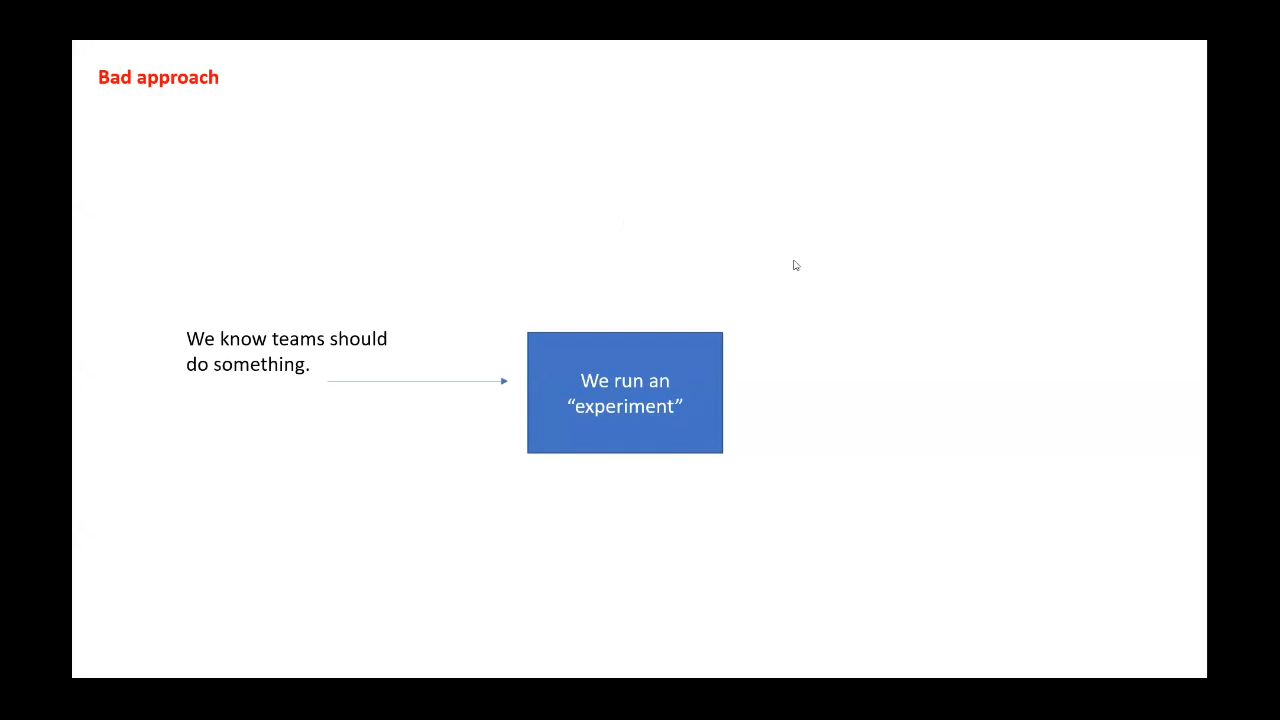 Bad approach
We know teams should
do something.
We run an
“experiment”